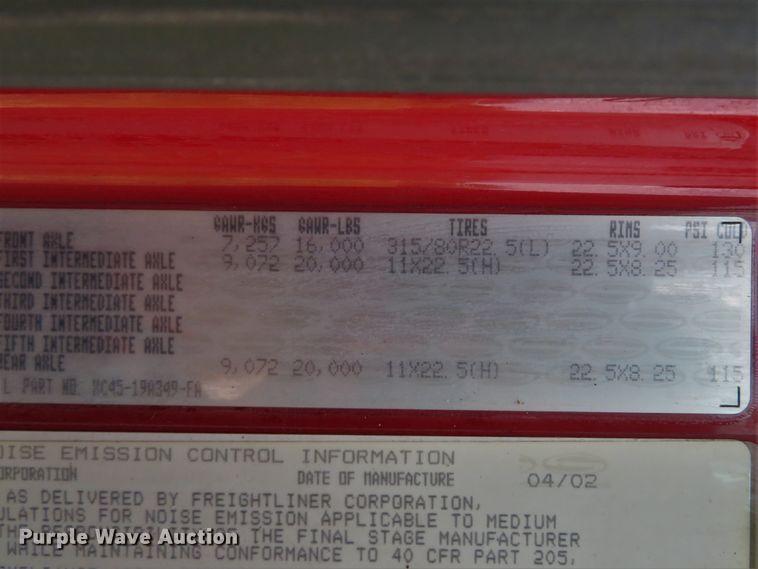 GAWR-KGS GAWR-LBS TIRES RIMS PSI COL
FRONT AXLE 7,257 16,000 315/80R22.5(L) 22.5X9.00 130
FIRST INTERMEDIATE AXLE 9,072 20,000 11X22.5(H) 22.5X8.25 115
SECOND INTERMEDIATE AXLE
THIRD INTERMEDIATE AXLE
FOURTH INTERMEDIATE AXLE
FIFTH INTERMEDIATE AXLE
REAR AXLE 9,072 20,000 11X22.5(H) 22.5X8.25 115
L PART NO: XC45-19A349-FA
OISE EMISSION CONTROL INFORMATION
CORPORATION DATE OF MANUFACTURE 04/02
AS DELIVERED BY FREIGHTLINER CORPORATION,
ULATIONS FOR NOISE EMISSION APPLICABLE TO MEDIUM
THE FINAL STAGE MANUFACTURER
WHILE MAINTAINING CONFORMANCE TO 40 CFR PART 205,
Purple Wave Auction